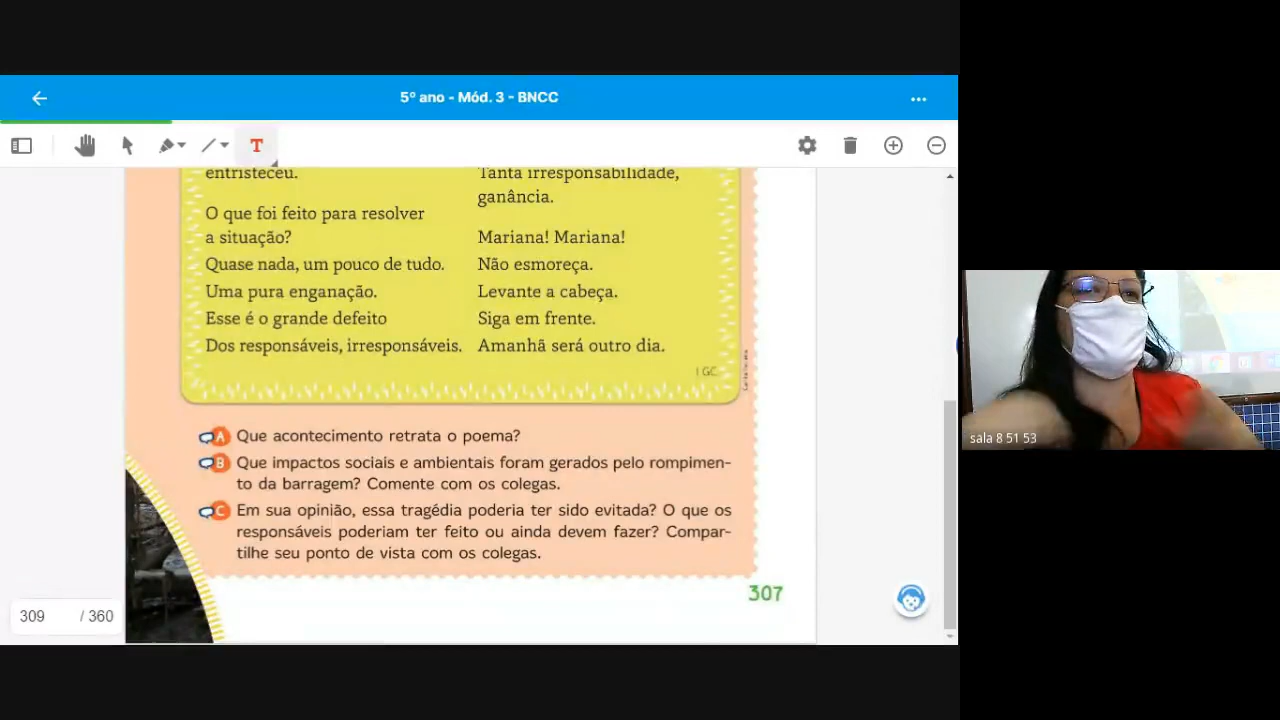 5º ano - Mód. 3 - BNCC
T
entristeceu.
O que foi feito para resolver
a situação?
Quase nada, um pouco de tudo.
Uma pura enganação.
Esse é o grande defeito
Dos responsáveis, irresponsáveis.
Tanta irresponsabilidade,
ganância.
Mariana! Mariana!
Não esmoreça.
Levante a cabeça.
Siga em frente.
Amanhã será outro dia.
A Que acontecimento retrata o poema?
B Que impactos sociais e ambientais foram gerados pelo rompimen-
to da barragem? Comente com os colegas.
C Em sua opinião, essa tragédia poderia ter sido evitada? O que os
responsáveis poderiam ter feito ou ainda devem fazer? Compar-
tilhe seu ponto de vista com os colegas.
307
309 / 360
sala 8 51 53